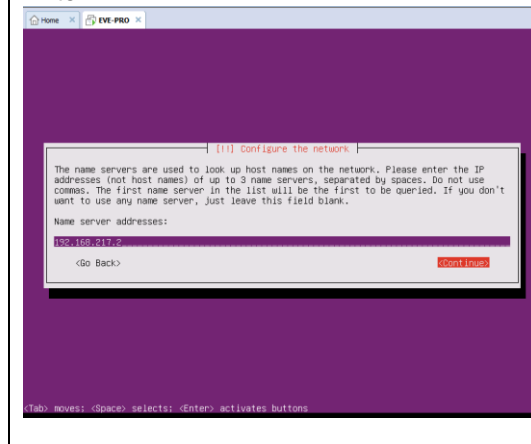 Home × EVE-PRO ×
[!!] Configure the network
The name servers are used to look up host names on the network. Please enter the IP
addresses (not host names) of up to 3 name servers, separated by spaces. Do not use
commas. The first name server in the list will be the first to be queried. If you don't
want to use any name server, just leave this field blank.
Name server addresses:
192.168.217.2
<Go Back> <Continue>
<Tab> moves; <Space> selects; <Enter> activates buttons